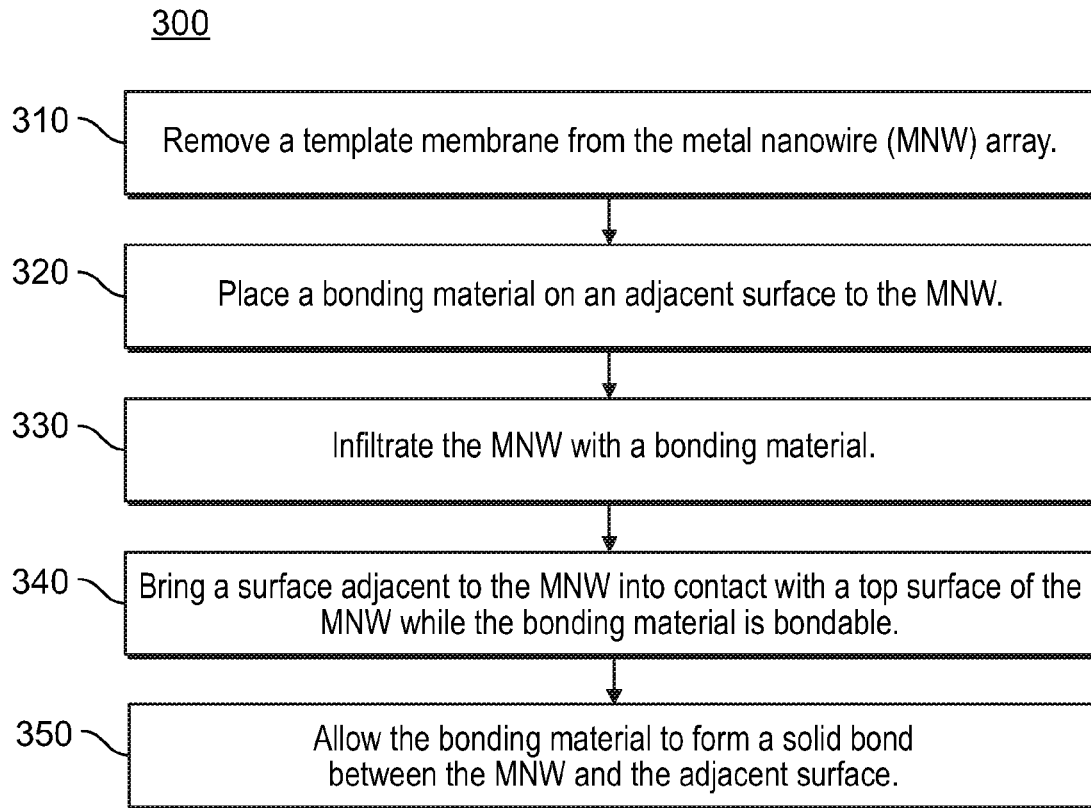 300
310
Remove a template membrane from the metal nanowire (MNW) array.
320
Place a bonding material on an adjacent surface to the MNW.
330
Infiltrate the MNW with a bonding material.
340
Bring a surface adjacent to the MNW into contact with a top surface of the
MNW while the bonding material is bondable.
350
Allow the bonding material to form a solid bond
between the MNW and the adjacent surface.